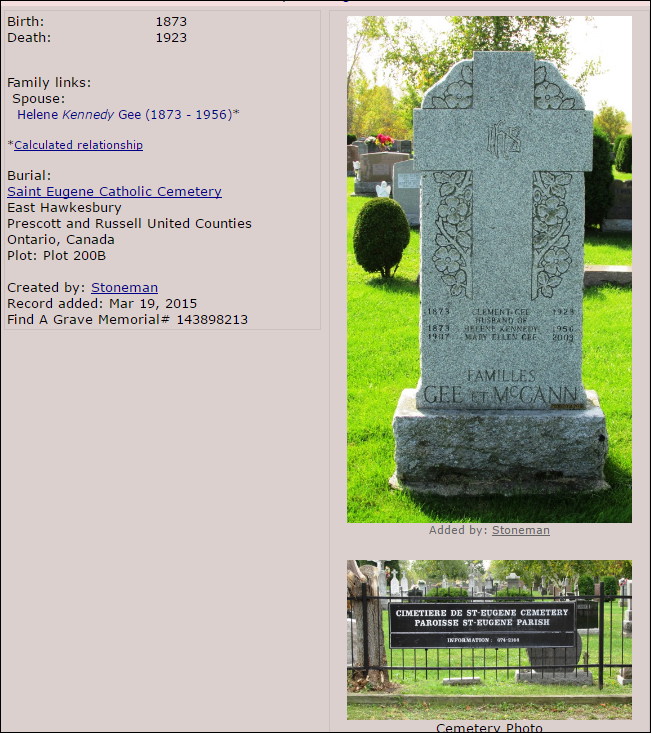 Birth: 1873
Death: 1923
Family links:
Spouse:
Helene Kennedy Gee (1873 - 1956)*
*Calculated relationship
Burial:
Saint Eugene Catholic Cemetery
East Hawkesbury
Prescott and Russell United Counties
Ontario, Canada
Plot: Plot 200B
Created by: Stoneman
Record added: Mar 19, 2015
Find A Grave Memorial# 143898213
IHS
1873 CLEMENT GEE 1923
HUSBAND OF
1873 HELENE KENNEDY 1956
1907 MARY ELLEN GEE 2003
FAMILLES
GEE ET McCANN
Added by: Stoneman
CIMETIERE DE ST-EUGENE CEMETERY
PAROISSE ST-EUGENE PARISH
INFORMATION: 674-
Cemetery Photo